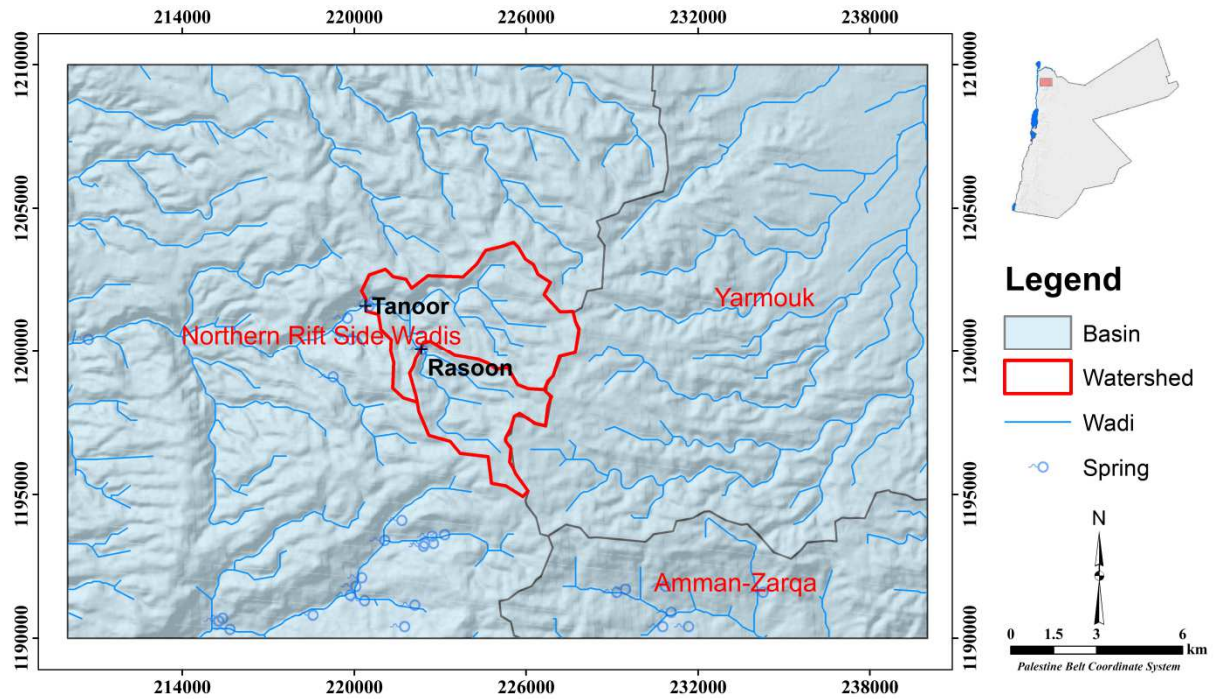 214000 220000 226000 232000 238000
1210000 1210000
1205000 1205000
1200000 1200000
1195000 1195000
1190000 1190000
Tanoor
Northern Rift Side Wadis
Rasoon
Yarmouk
Amman-Zarqa
214000 220000 226000 232000 238000
Legend
Basin
Watershed
Wadi
Spring
N
0 1.5 3 6
km
Palestine Belt Coordinate System